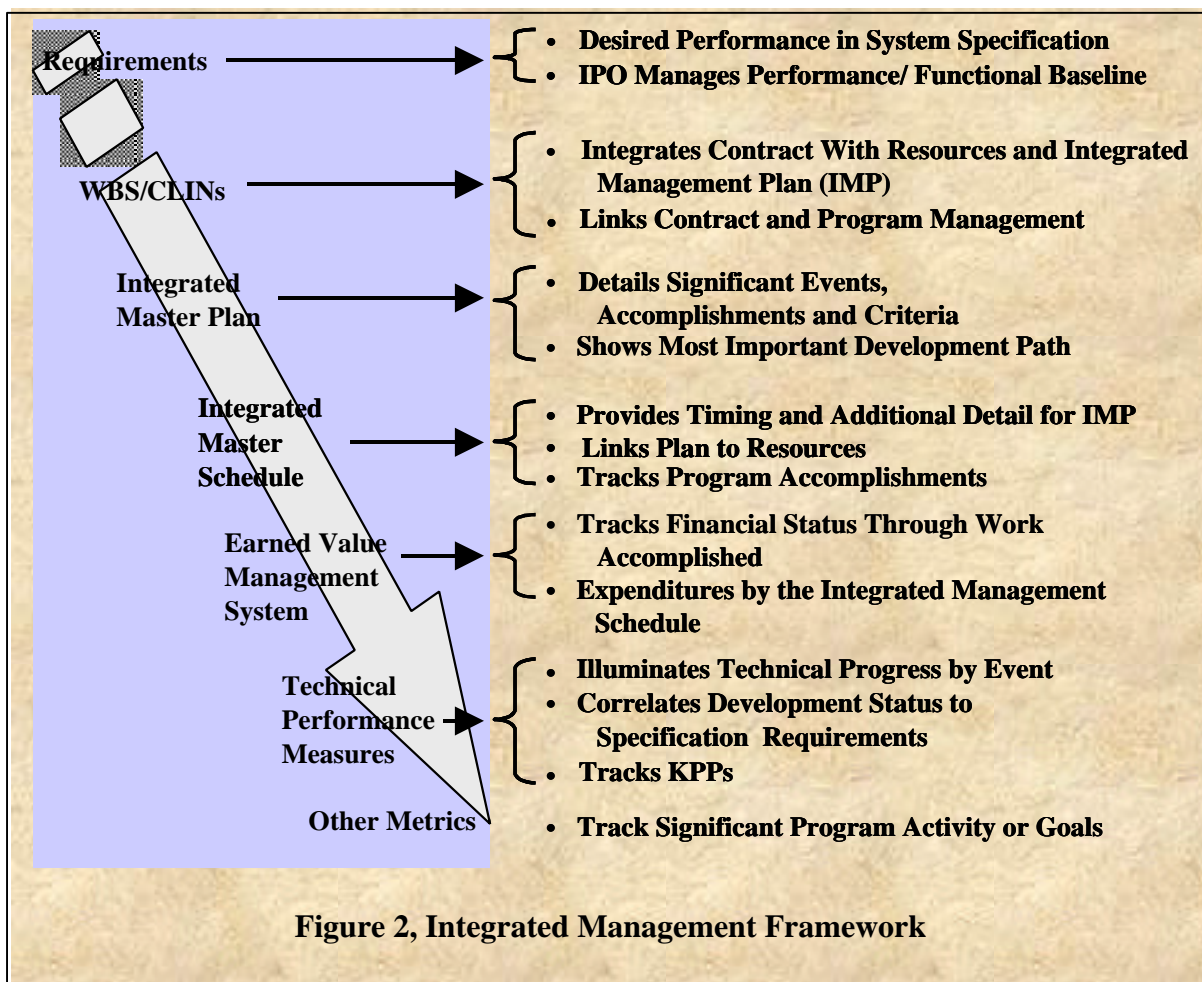 Requirements
• Desired Performance in System Specification
• IPO Manages Performance/ Functional Baseline
WBS/CLINs
• Integrates Contract With Resources and Integrated
Management Plan (IMP)
• Links Contract and Program Management
Integrated
Master Plan
• Details Significant Events,
Accomplishments and Criteria
• Shows Most Important Development Path
Integrated
Master
Schedule
• Provides Timing and Additional Detail for IMP
• Links Plan to Resources
• Tracks Program Accomplishments
Earned Value
Management
System
• Tracks Financial Status Through Work
Accomplished
• Expenditures by the Integrated Management
Schedule
Technical
Performance
Measures
• Illuminates Technical Progress by Event
• Correlates Development Status to
Specification Requirements
• Tracks KPPs
Other Metrics
• Track Significant Program Activity or Goals
Figure 2, Integrated Management Framework